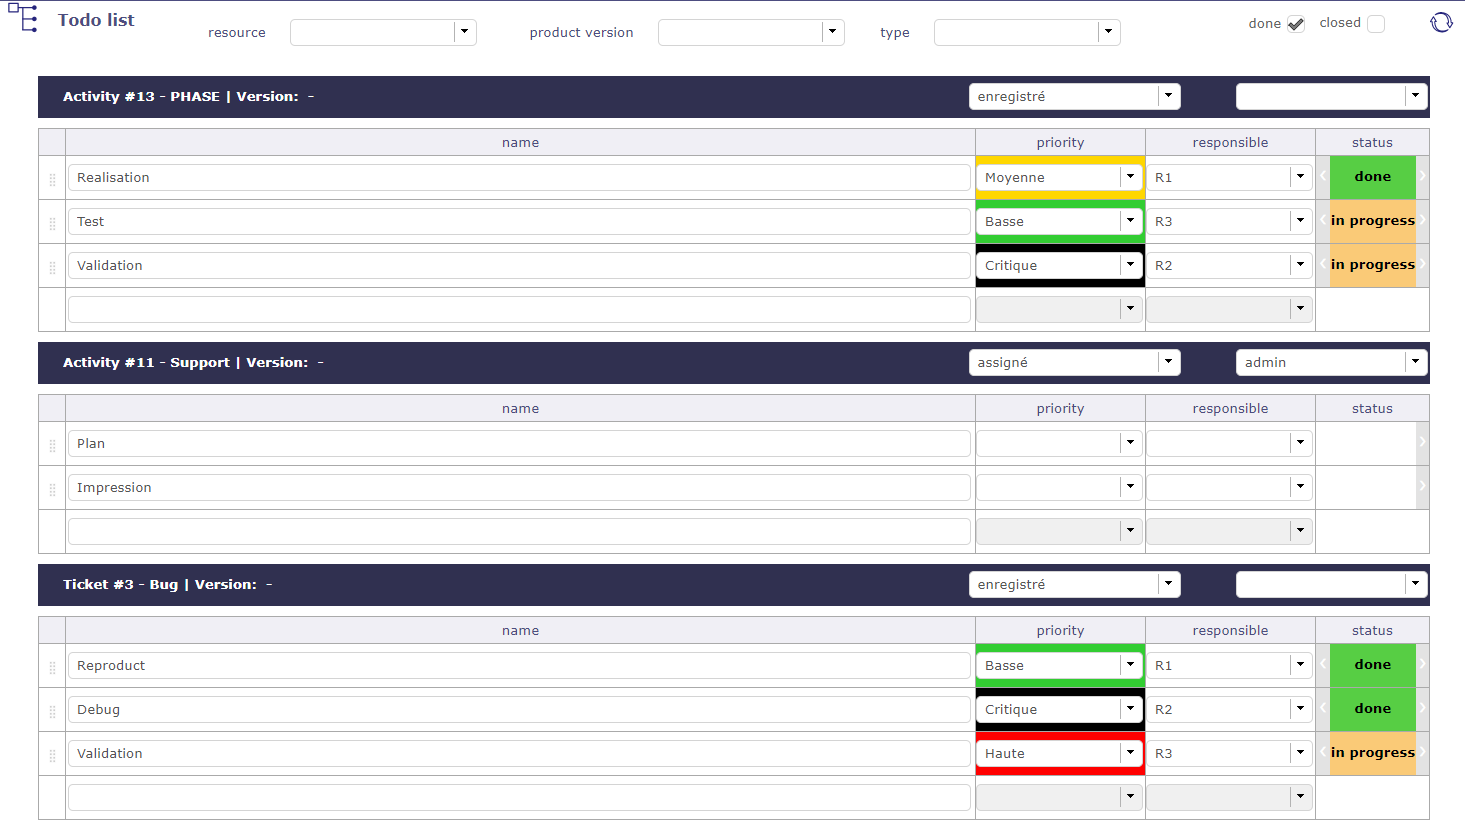 Todo list
resource
product version
type
done
closed
Activity #13 - PHASE | Version: -
enregistré
name priority responsible status
Realisation Moyenne R1 done
Test Basse R3 in progress
Validation Critique R2 in progress
Activity #11 - Support | Version: -
assigné
admin
name priority responsible status
Plan
Impression
Ticket #3 - Bug | Version: -
enregistré
name priority responsible status
Reproduct Basse R1 done
Debug Critique R2 done
Validation Haute R3 in progress